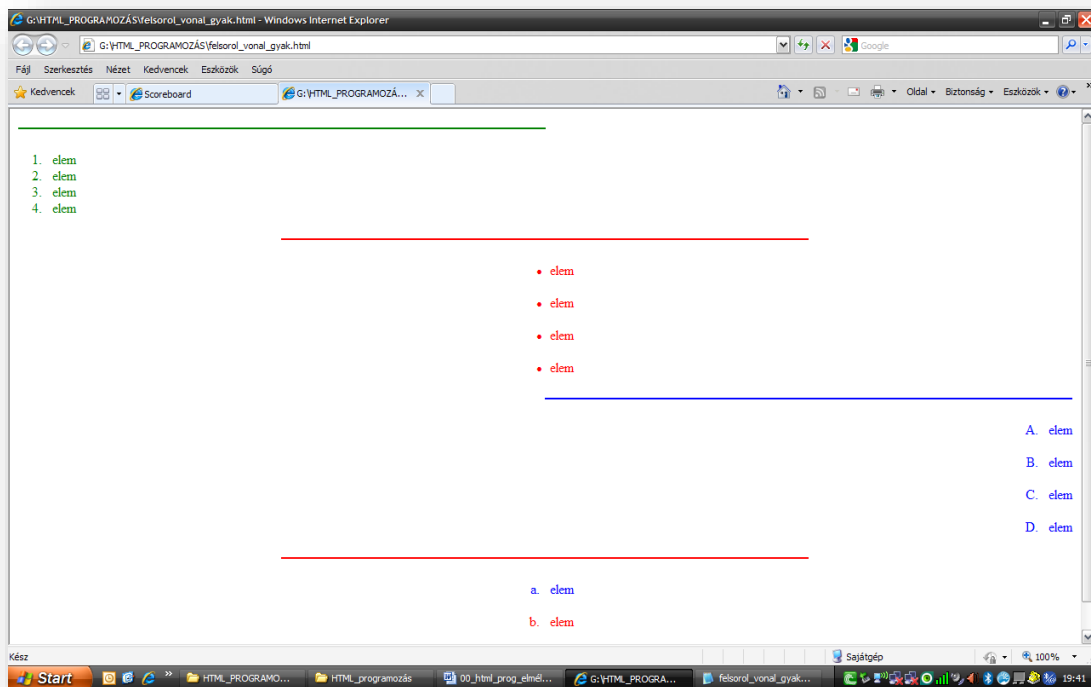 G:\HTML_PROGRAMOZÁS\felsorol_vonal_gyak.html - Windows Internet Explorer
G:\HTML_PROGRAMOZÁS\felsorol_vonal_gyak.html
Google
Fájl Szerkesztés Nézet Kedvencek Eszközök Súgó
Kedvencek Scoreboard G:\HTML_PROGRAMOZÁ... X Oldal Biztonság Eszközök
1. elem
2. elem
3. elem
4. elem
• elem
• elem
• elem
• elem
A. elem
B. elem
C. elem
D. elem
a. elem
b. elem
Kész Sajátgép 100%
Start HTML_PROGRAMO... HTML_programozás 00_html_prog_elmél... G:\HTML_PROGRA... felsorol_vonal_gyak... 19:41